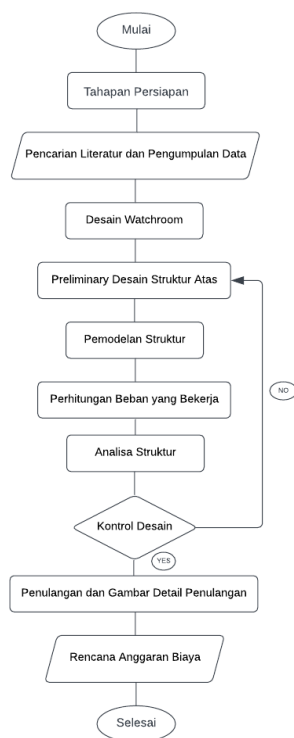 Mulai
Tahapan Persiapan
Pencarian Literatur dan Pengumpulan Data
Desain Watchroom
Preliminary Desain Struktur Atas
Pemodelan Struktur
NO
Perhitungan Beban yang Bekerja
Analisa Struktur
Kontrol Desain
YES
Penulangan dan Gambar Detail Penulangan
Rencana Anggaran Biaya
Selesai